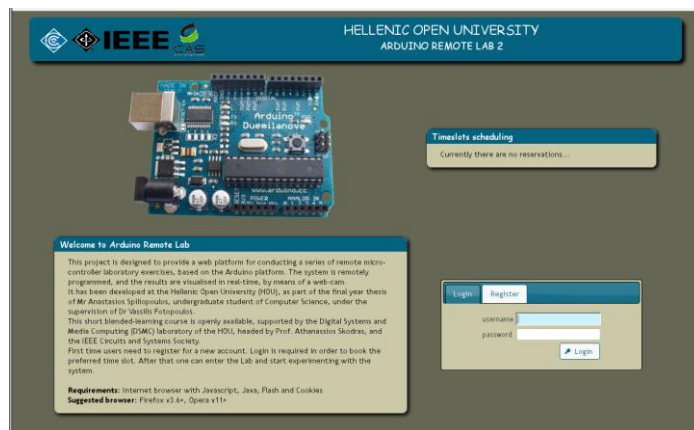 IEEE
CAS
HELLENIC OPEN UNIVERSITY
ARDUINO REMOTE LAB 2
MADE IN
Arduino
Duemilanove
www.arduino.cc
RESET
POWER
ANALOG IN
Timeslots scheduling
Currently there are no reservations...
Welcome to Arduino Remote Lab
This project is designed to provide a web platform for conducting a series of remote micro-
controller laboratory exercises, based on the Arduino platform. The system is remotely
programmed, and the results are visualised in real-time, by means of a web-cam.
It has been developed at the Hellenic Open University (HOU), as part of the final year thesis
of Mr Anastasios Spiliopoulos, undergraduate student of Computer Science, under the
supervision of Dr Vassilis Fotopoulos.
This short blended-learning course is openly available, supported by the Digital Systems and
Media Computing (DSMC) laboratory of the HOU, headed by Prof. Athanassios Skodras, and
the IEEE Circuits and Systems Society.
First time users need to register for a new account. Login is required in order to book the
preferred time slot. After that one can enter the Lab and start experimenting with the
system.
Requirements: Internet browser with Javascript, Java, Flash and Cookies
Suggested browser: Firefox v3.6+, Opera v11+
Login Register
username
password
Login